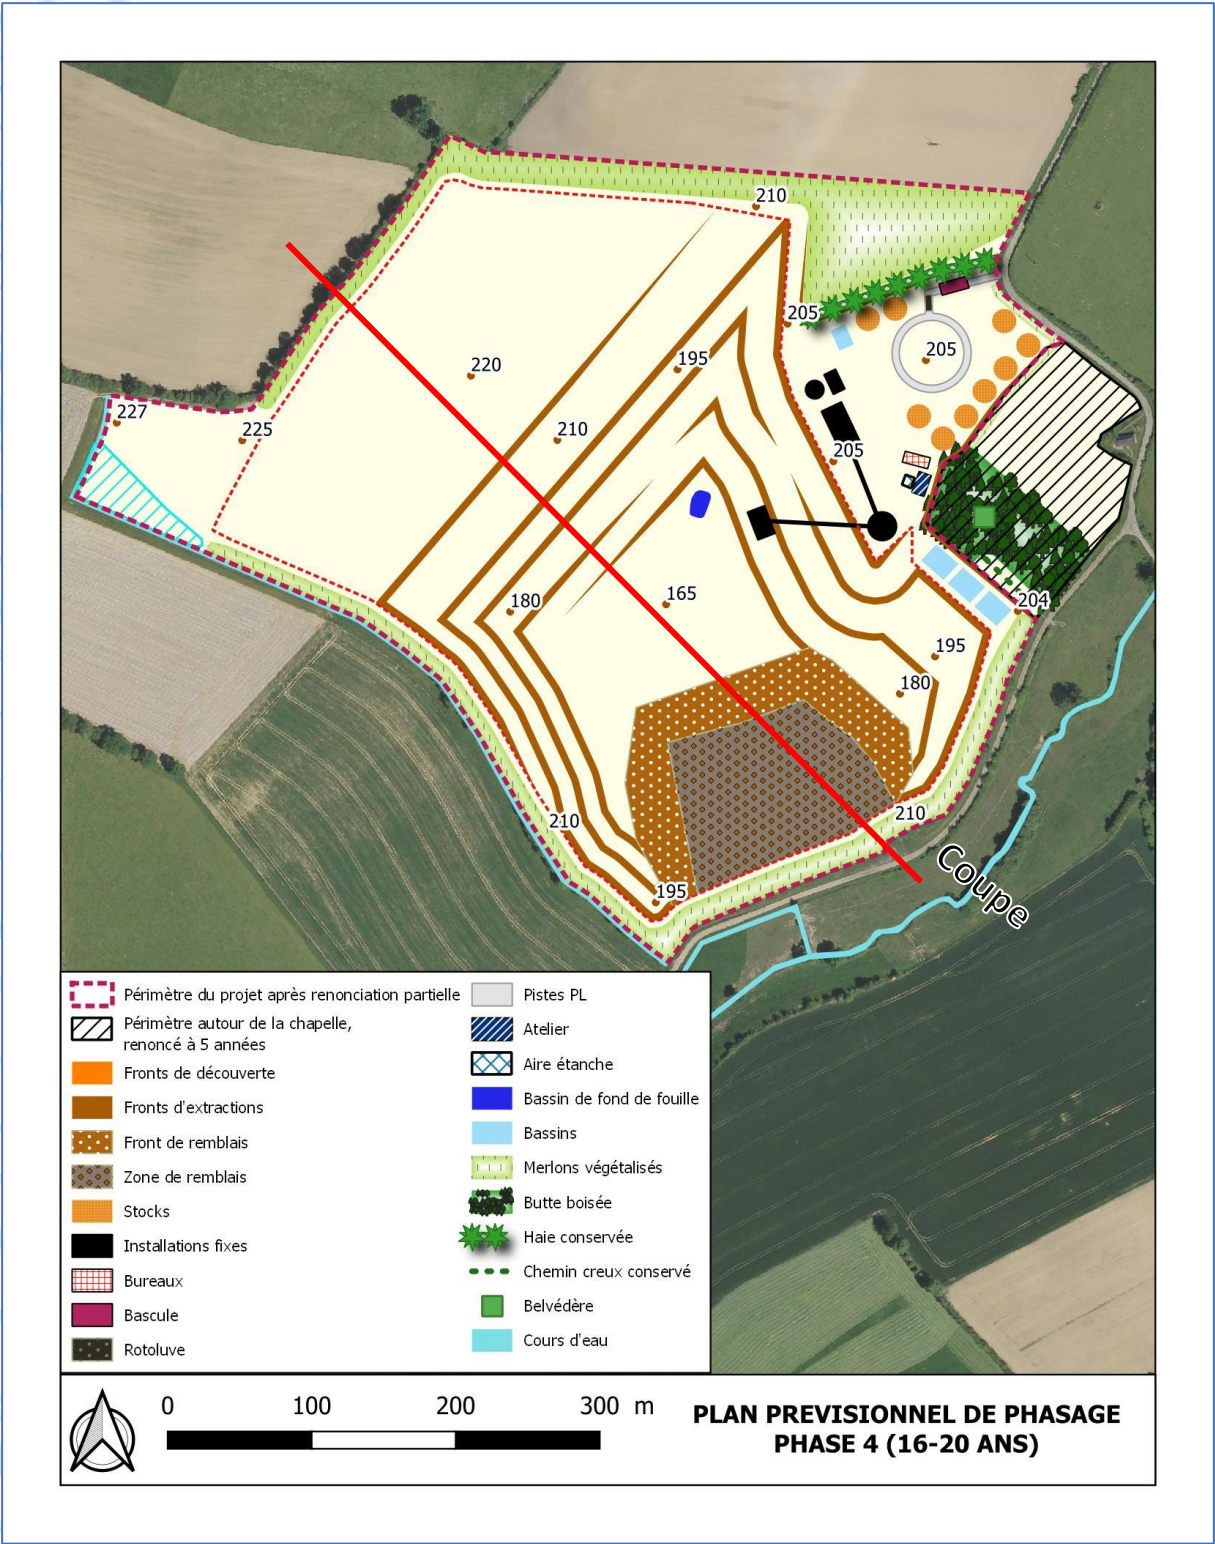 210
205
195
205
220
227
225
210
205
180
165
204
195
180
210
210
195
Coupe
Périmètre du projet après renonciation partielle
Périmètre autour de la chapelle,
renoncé à 5 années
Fronts de découverte
Fronts d'extractions
Front de remblais
Zone de remblais
Stocks
Installations fixes
Bureaux
Bascule
Rotoluve
Pistes PL
Atelier
Aire étanche
Bassin de fond de fouille
Bassins
Merlons végétalisés
Butte boisée
Haie conservée
Chemin creux conservé
Belvédère
Cours d'eau
0 100 200 300 m
PLAN PREVISIONNEL DE PHASAGE
PHASE 4 (16-20 ANS)